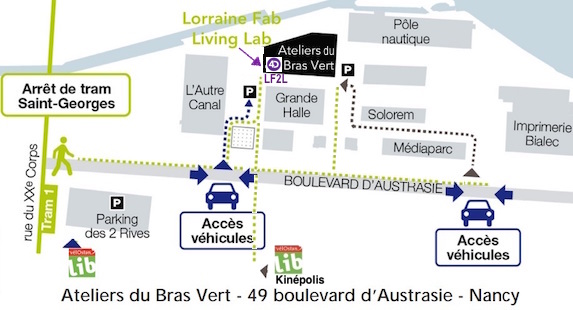 Lorraine Fab
Living Lab
Ateliers du
Bras Vert
LF2L
Pôle
nautique
Arrêt de tram
Saint-Georges
L'Autre
Canal
P
P
Grande
Halle
Solorem
Médiaparc
Imprimerie
Bialec
rue du XXe Corps
Tram 1
BOULEVARD D'AUSTHASIE
P
Parking
des 2 Rives
Accès
véhicules
Accès
véhicules
lib
lib
Kinépolis
Ateliers du Bras Vert - 49 boulevard d'Austrasie - Nancy